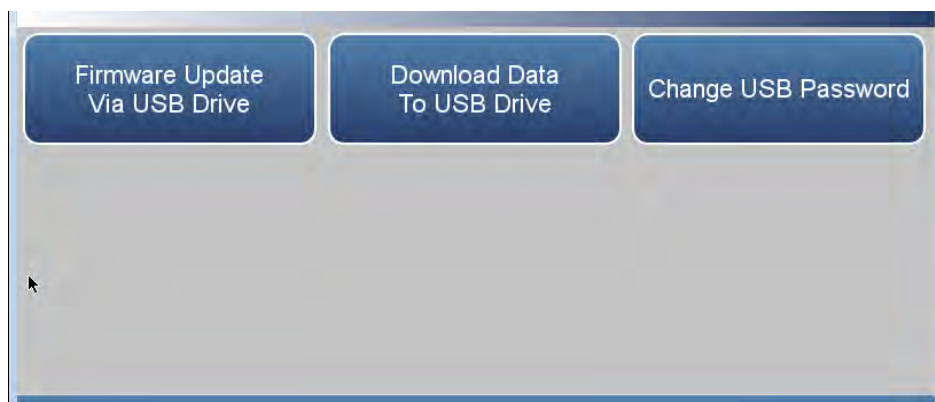 Firmware Update
Via USB Drive
Download Data
To USB Drive
Change USB Password